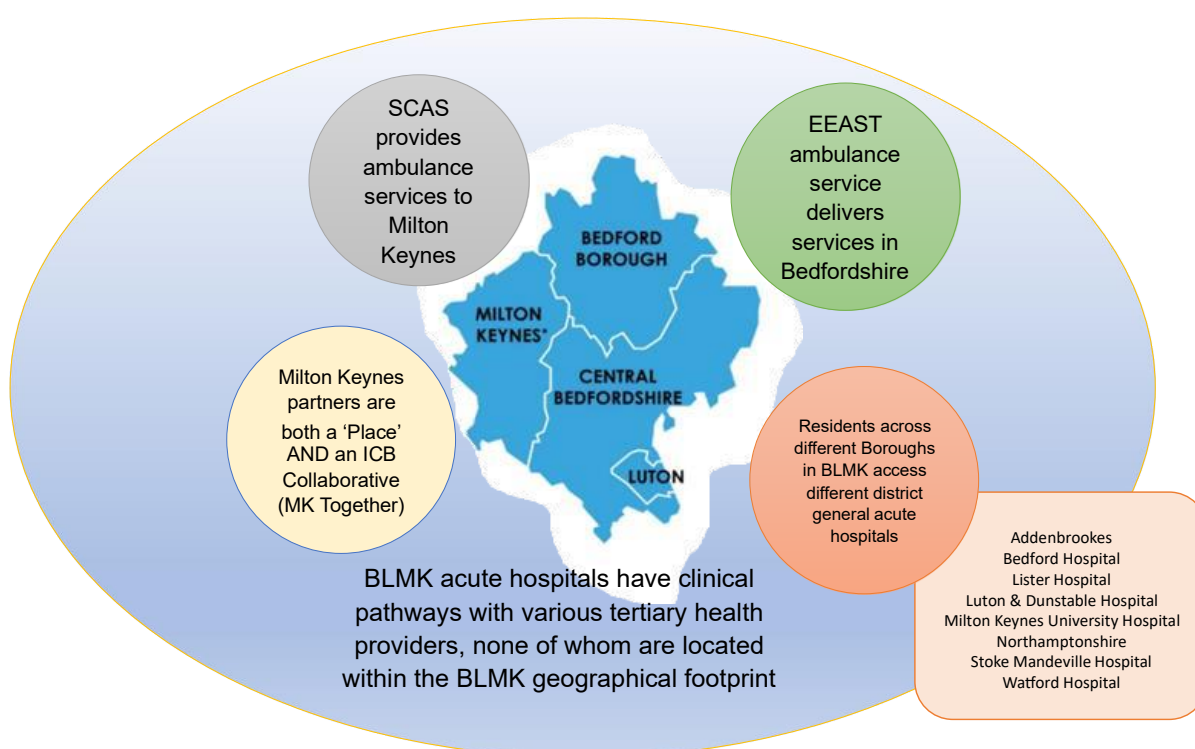 SCAS
provides
ambulance
services to
Milton
Keynes
EEAST
ambulance
service
delivers
services in
Bedfordshire
BEDFORD
BOROUGH
MILTON
KEYNES*
CENTRAL
BEDFORDSHIRE
LUTON
Milton Keynes
partners are
both a ‘Place’
AND an ICB
Collaborative
(MK Together)
Residents across
different Boroughs
in BLMK access
different district
general acute
hospitals
Addenbrookes
Bedford Hospital
Lister Hospital
Luton & Dunstable Hospital
Milton Keynes University Hospital
Northamptonshire
Stoke Mandeville Hospital
Watford Hospital
BLMK acute hospitals have clinical
pathways with various tertiary health
providers, none of whom are located
within the BLMK geographical footprint